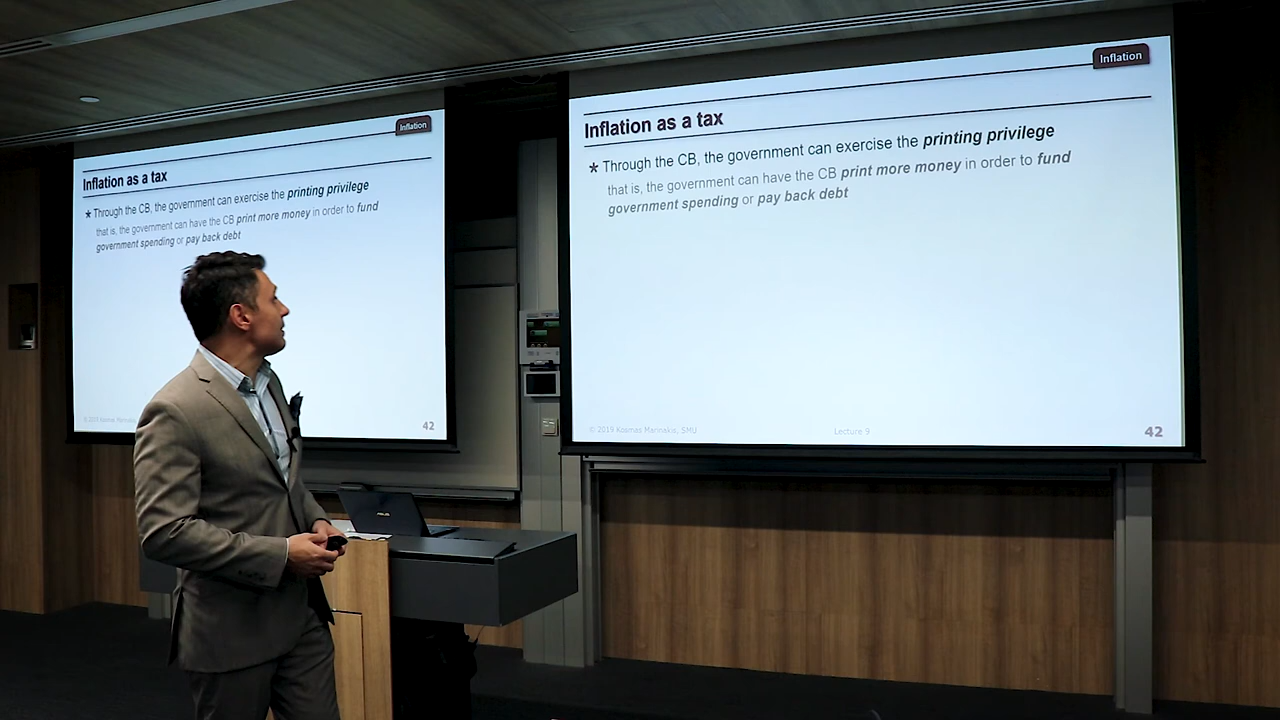 Inflation
Inflation as a tax
* Through the CB, the government can exercise the printing privilege
that is, the government can have the CB print more money in order to fund
government spending or pay back debt
© 2019 Kosmas Marinakis
42
Inflation
Inflation as a tax
* Through the CB, the government can exercise the printing privilege
that is, the government can have the CB print more money in order to fund
government spending or pay back debt
© 2019 Kosmas Marinakis, SMU
Lecture 9
42
ASUS